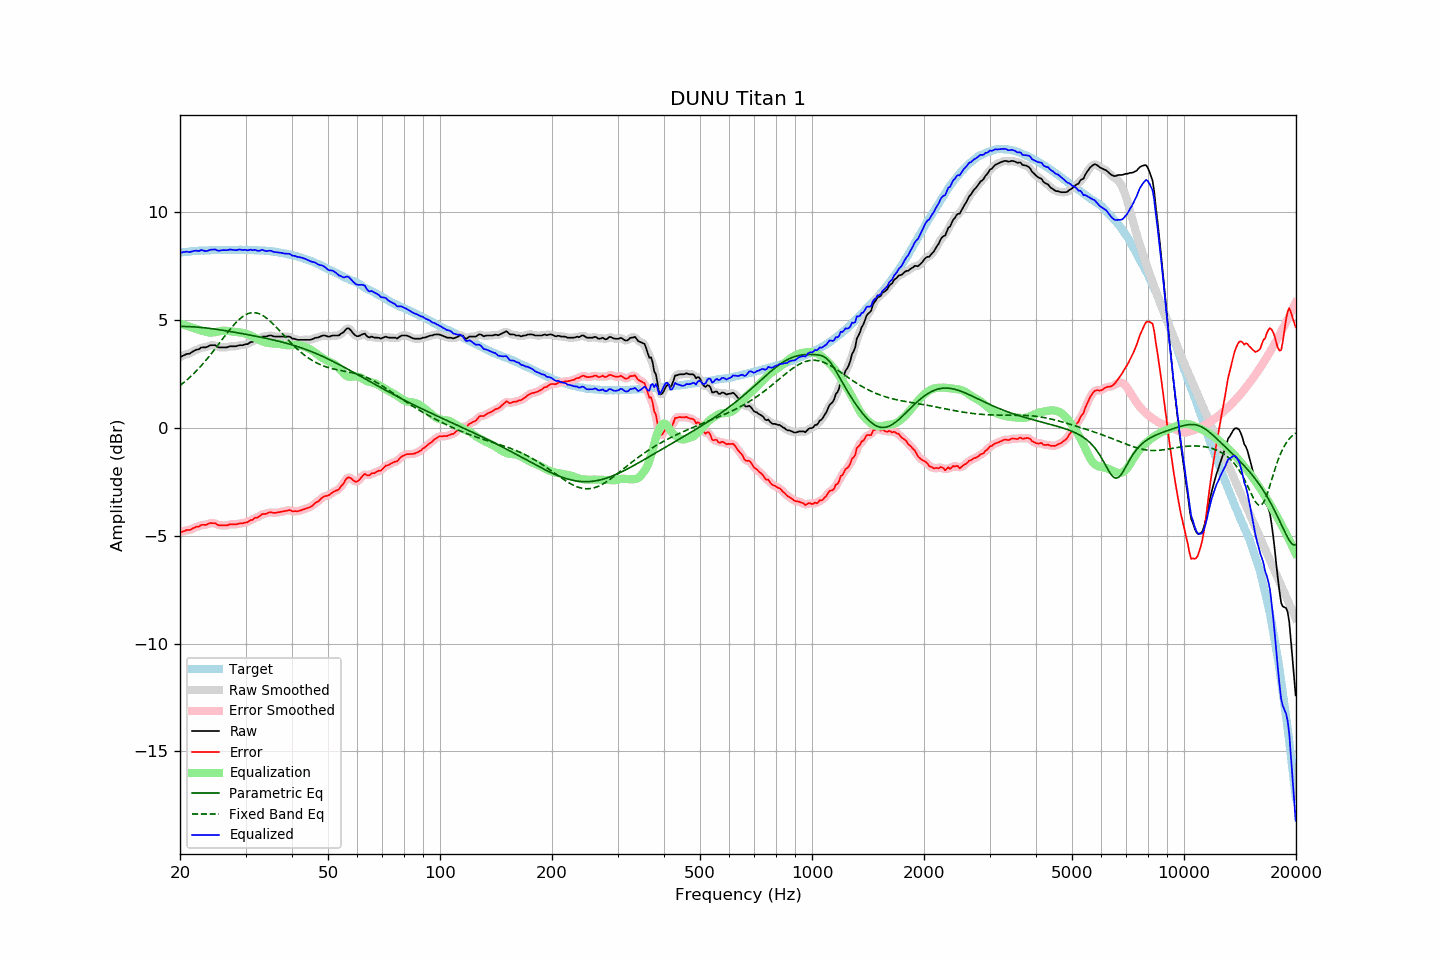 DUNU Titan 1
Amplitude (dBr)
10
5
0
−5
−10
−15
Target
Raw Smoothed
Error Smoothed
Raw
Error
Equalization
Parametric Eq
Fixed Band Eq
Equalized
20 50 100 200 500 1000 2000 5000 10000 20000
Frequency (Hz)